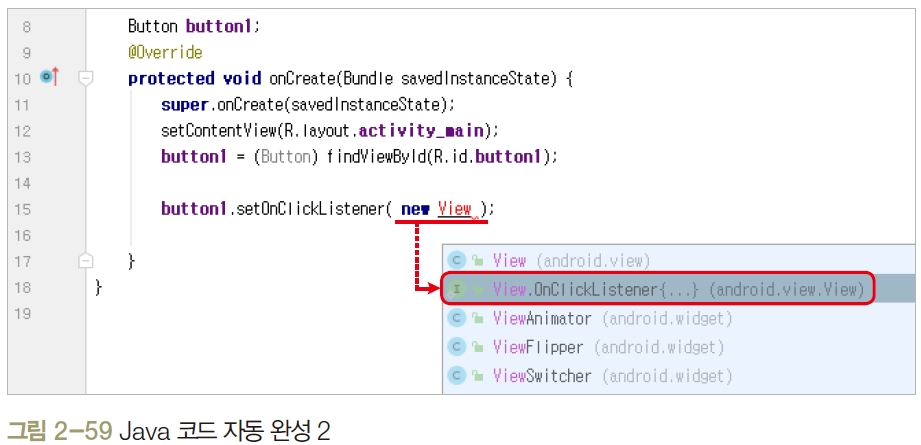 8 Button button1;
9 @Override
10 protected void onCreate(Bundle savedInstanceState) {
11 super.onCreate(savedInstanceState);
12 setContentView(R.layout.activity_main);
13 button1 = (Button) findViewById(R.id.button1);
14
15 button1.setOnClickListener( new View );
16
17 }
18 }
19
C View (android.view)
I View.OnClickListener{...} (android.view.View)
C ViewAnimator (android.widget)
C ViewFlipper (android.widget)
C ViewSwitcher (android.widget)
그림 2-59 Java 코드 자동 완성 2